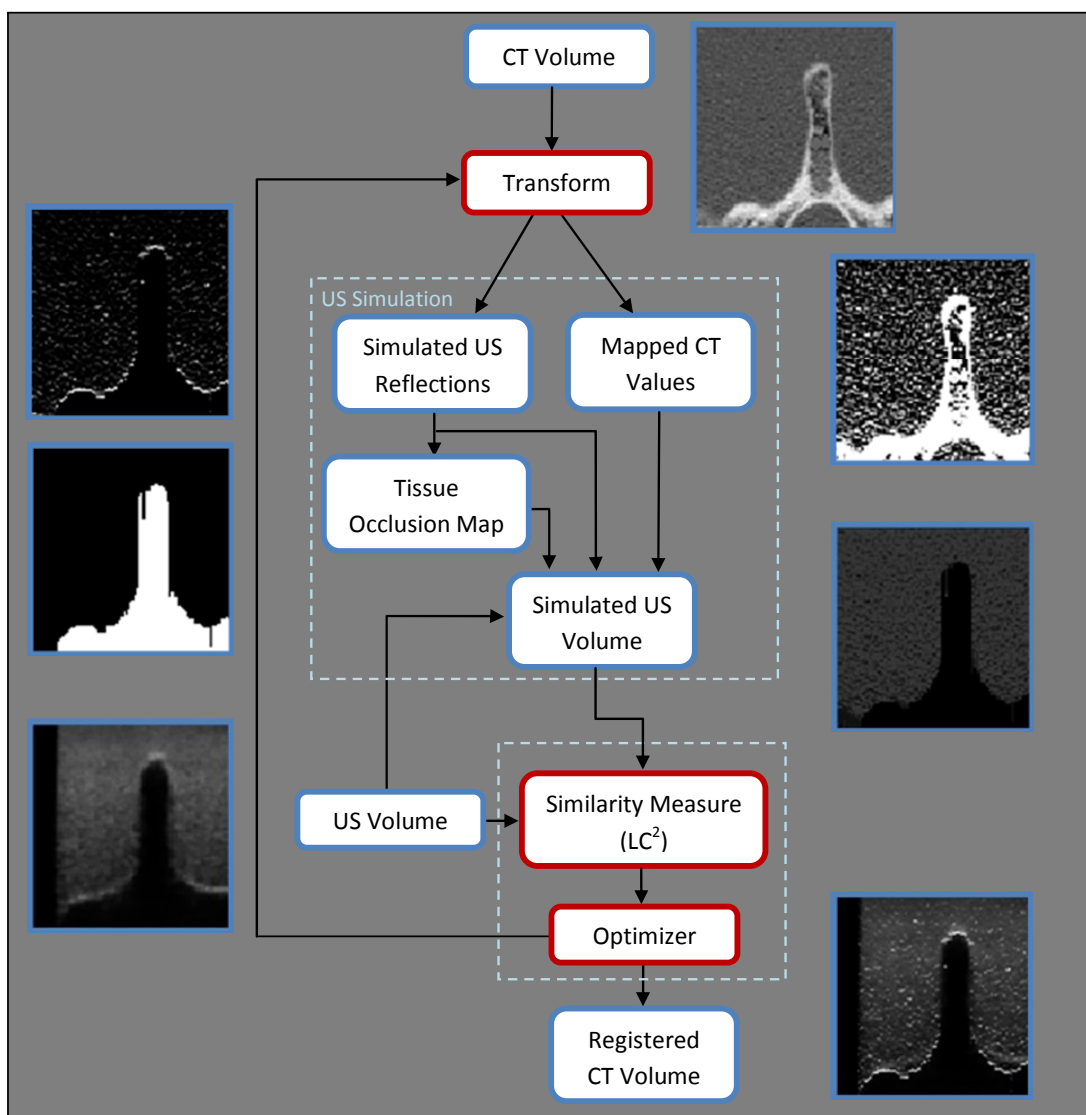 CT Volume
Transform
US Simulation
Simulated US
Reflections
Mapped CT
Values
Tissue
Occlusion Map
Simulated US
Volume
US Volume
Similarity Measure
(LC²)
Optimizer
Registered
CT Volume